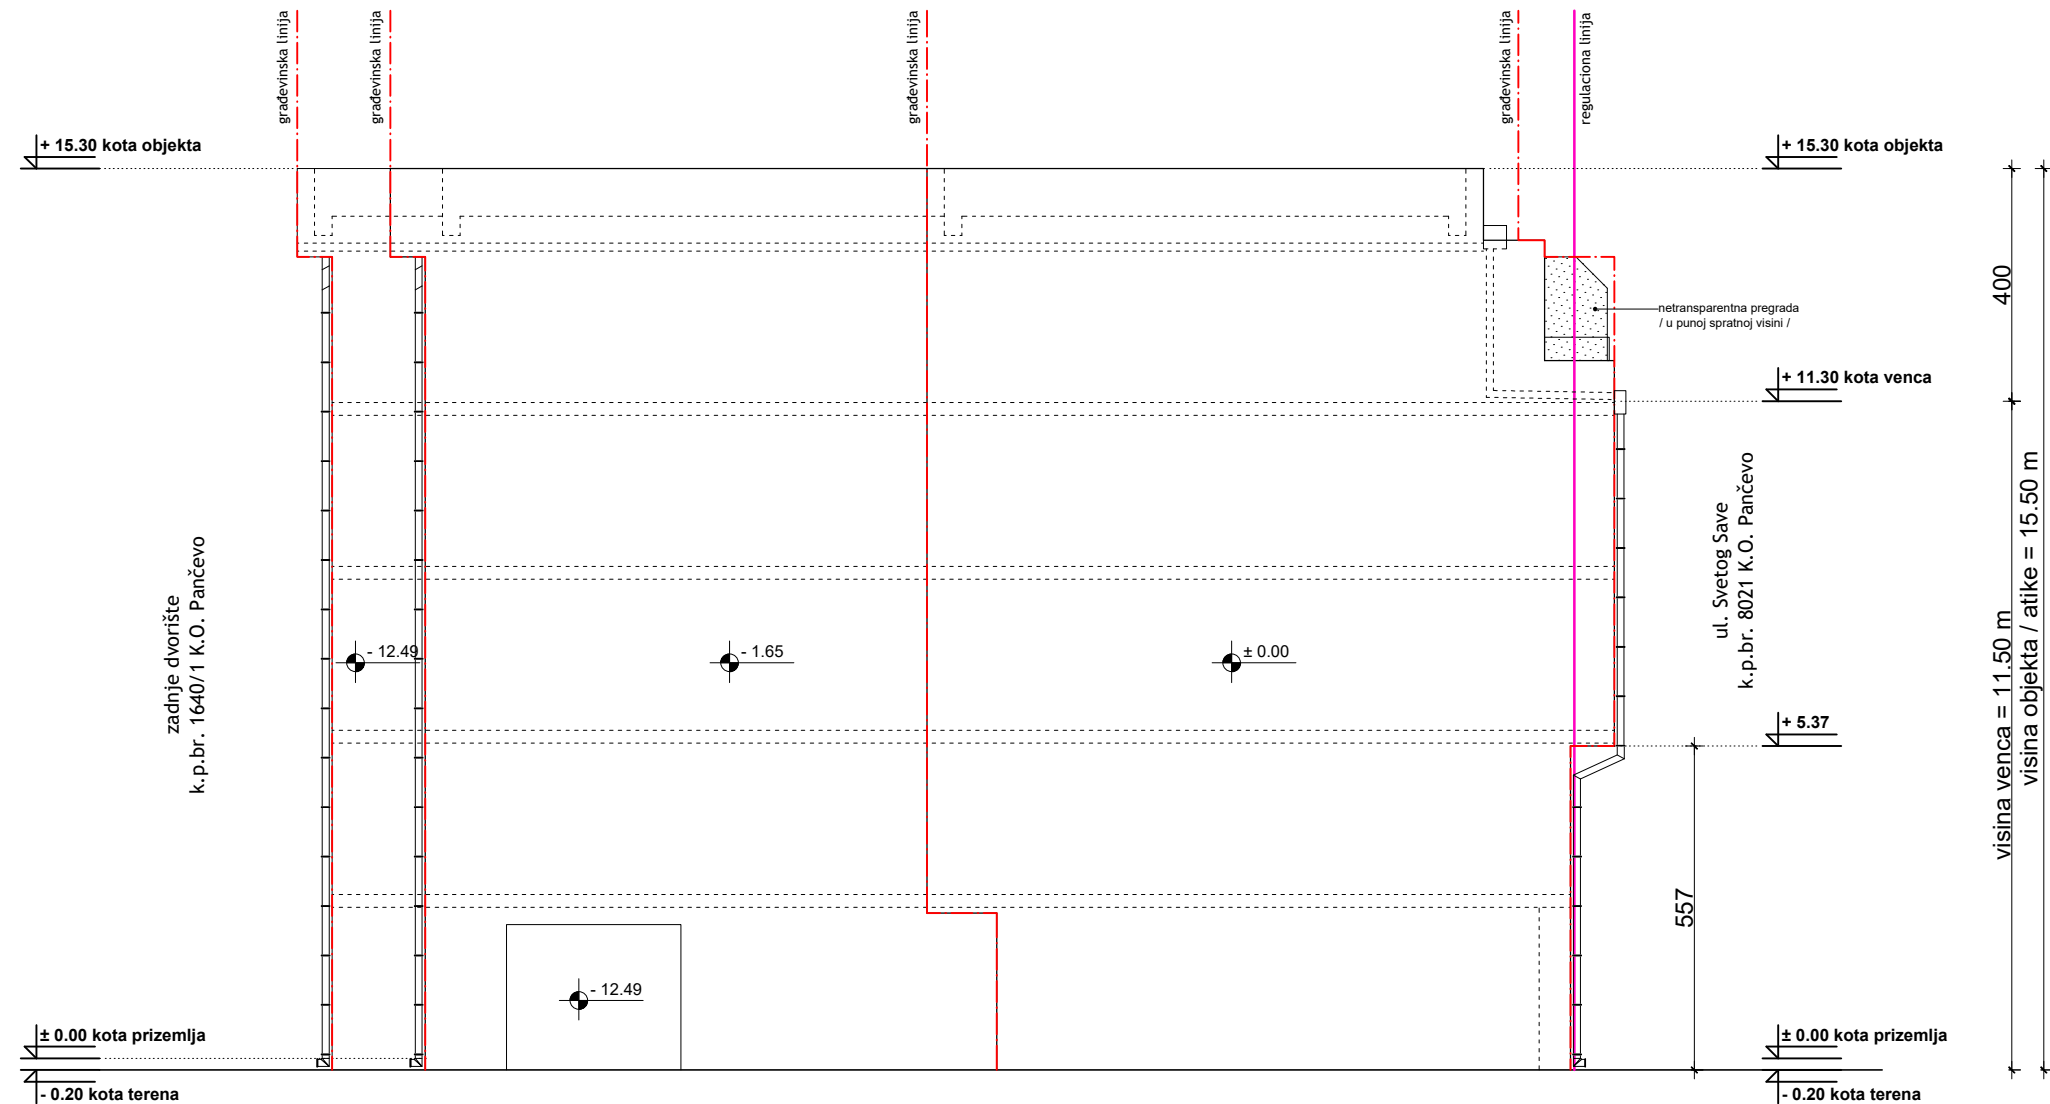 građevinska linija
građevinska linija
građevinska linija
građevinska linija
regulaciona linija
+ 15.30 kota objekta
+ 15.30 kota objekta
400
netransparentna pregrada
/ u punoj spratnoj visini /
+ 11.30 kota venca
zadnje dvorište
k.p.br. 1640/1 K.O. Pančevo
- 12.49
- 1.65
± 0.00
ul. Svetog Save
k.p.br. 8021 K.O. Pančevo
visina venca = 11.50 m
visina objekta / atike = 15.50 m
+ 5.37
557
- 12.49
± 0.00 kota prizemlja
± 0.00 kota prizemlja
- 0.20 kota terena
- 0.20 kota terena